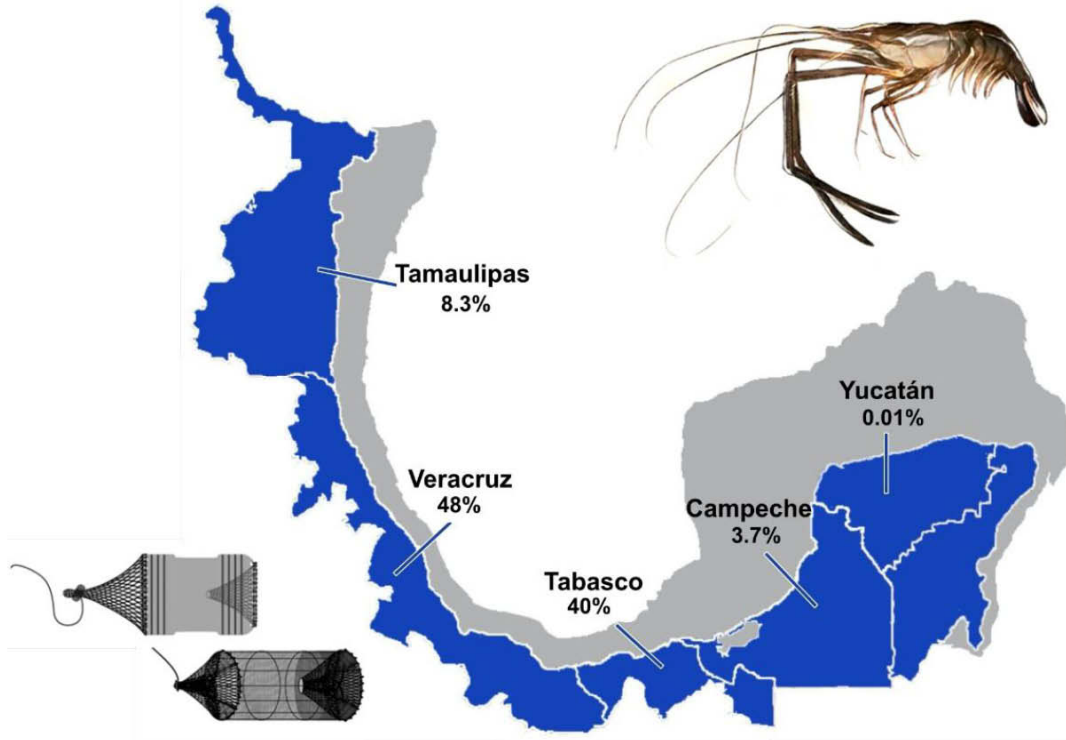 Tamaulipas
8.3%
Yucatán
0.01%
Veracruz
48%
Campeche
3.7%
Tabasco
40%